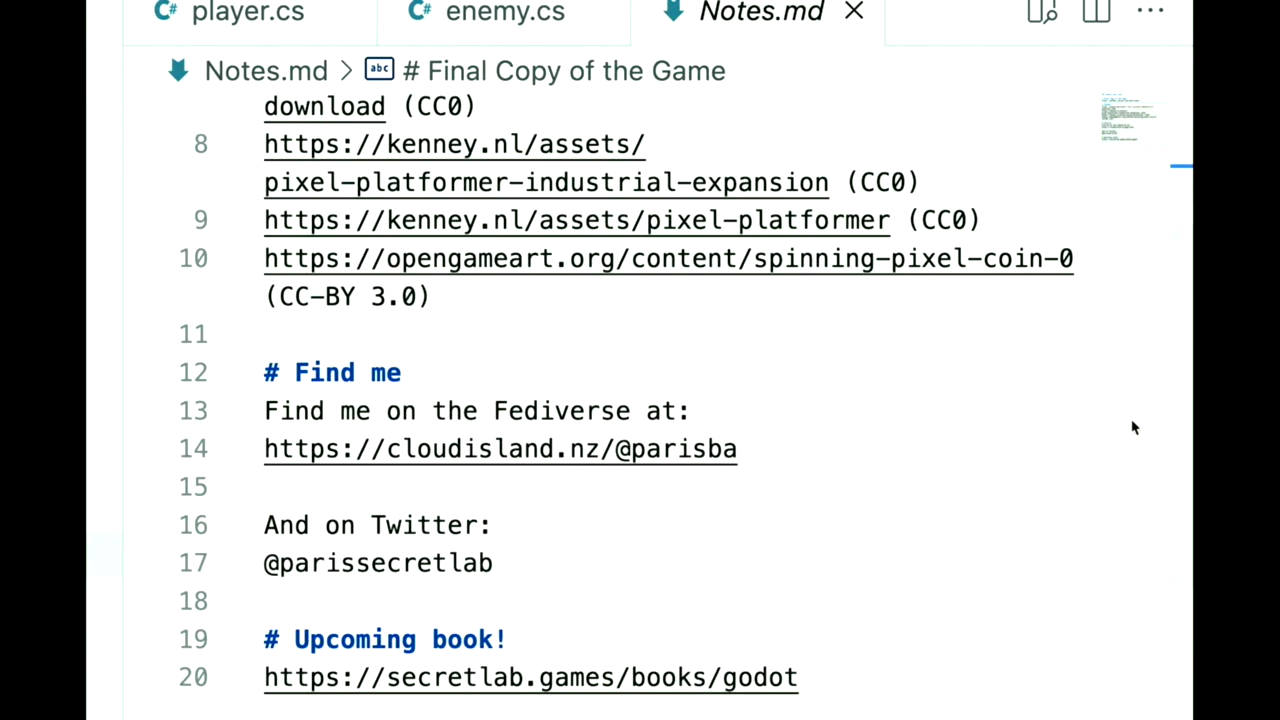 player.cs
enemy.cs
Notes.md
Notes.md > abc # Final Copy of the Game
download (CC0)
8 https://kenney.nl/assets/
pixel-platformer-industrial-expansion (CC0)
9 https://kenney.nl/assets/pixel-platformer (CC0)
10 https://opengameart.org/content/spinning-pixel-coin-0
(CC-BY 3.0)
11
12 # Find me
13 Find me on the Fediverse at:
14 https://cloudisland.nz/@parisba
15
16 And on Twitter:
17 @parissecretlab
18
19 # Upcoming book!
20 https://secretlab.games/books/godot